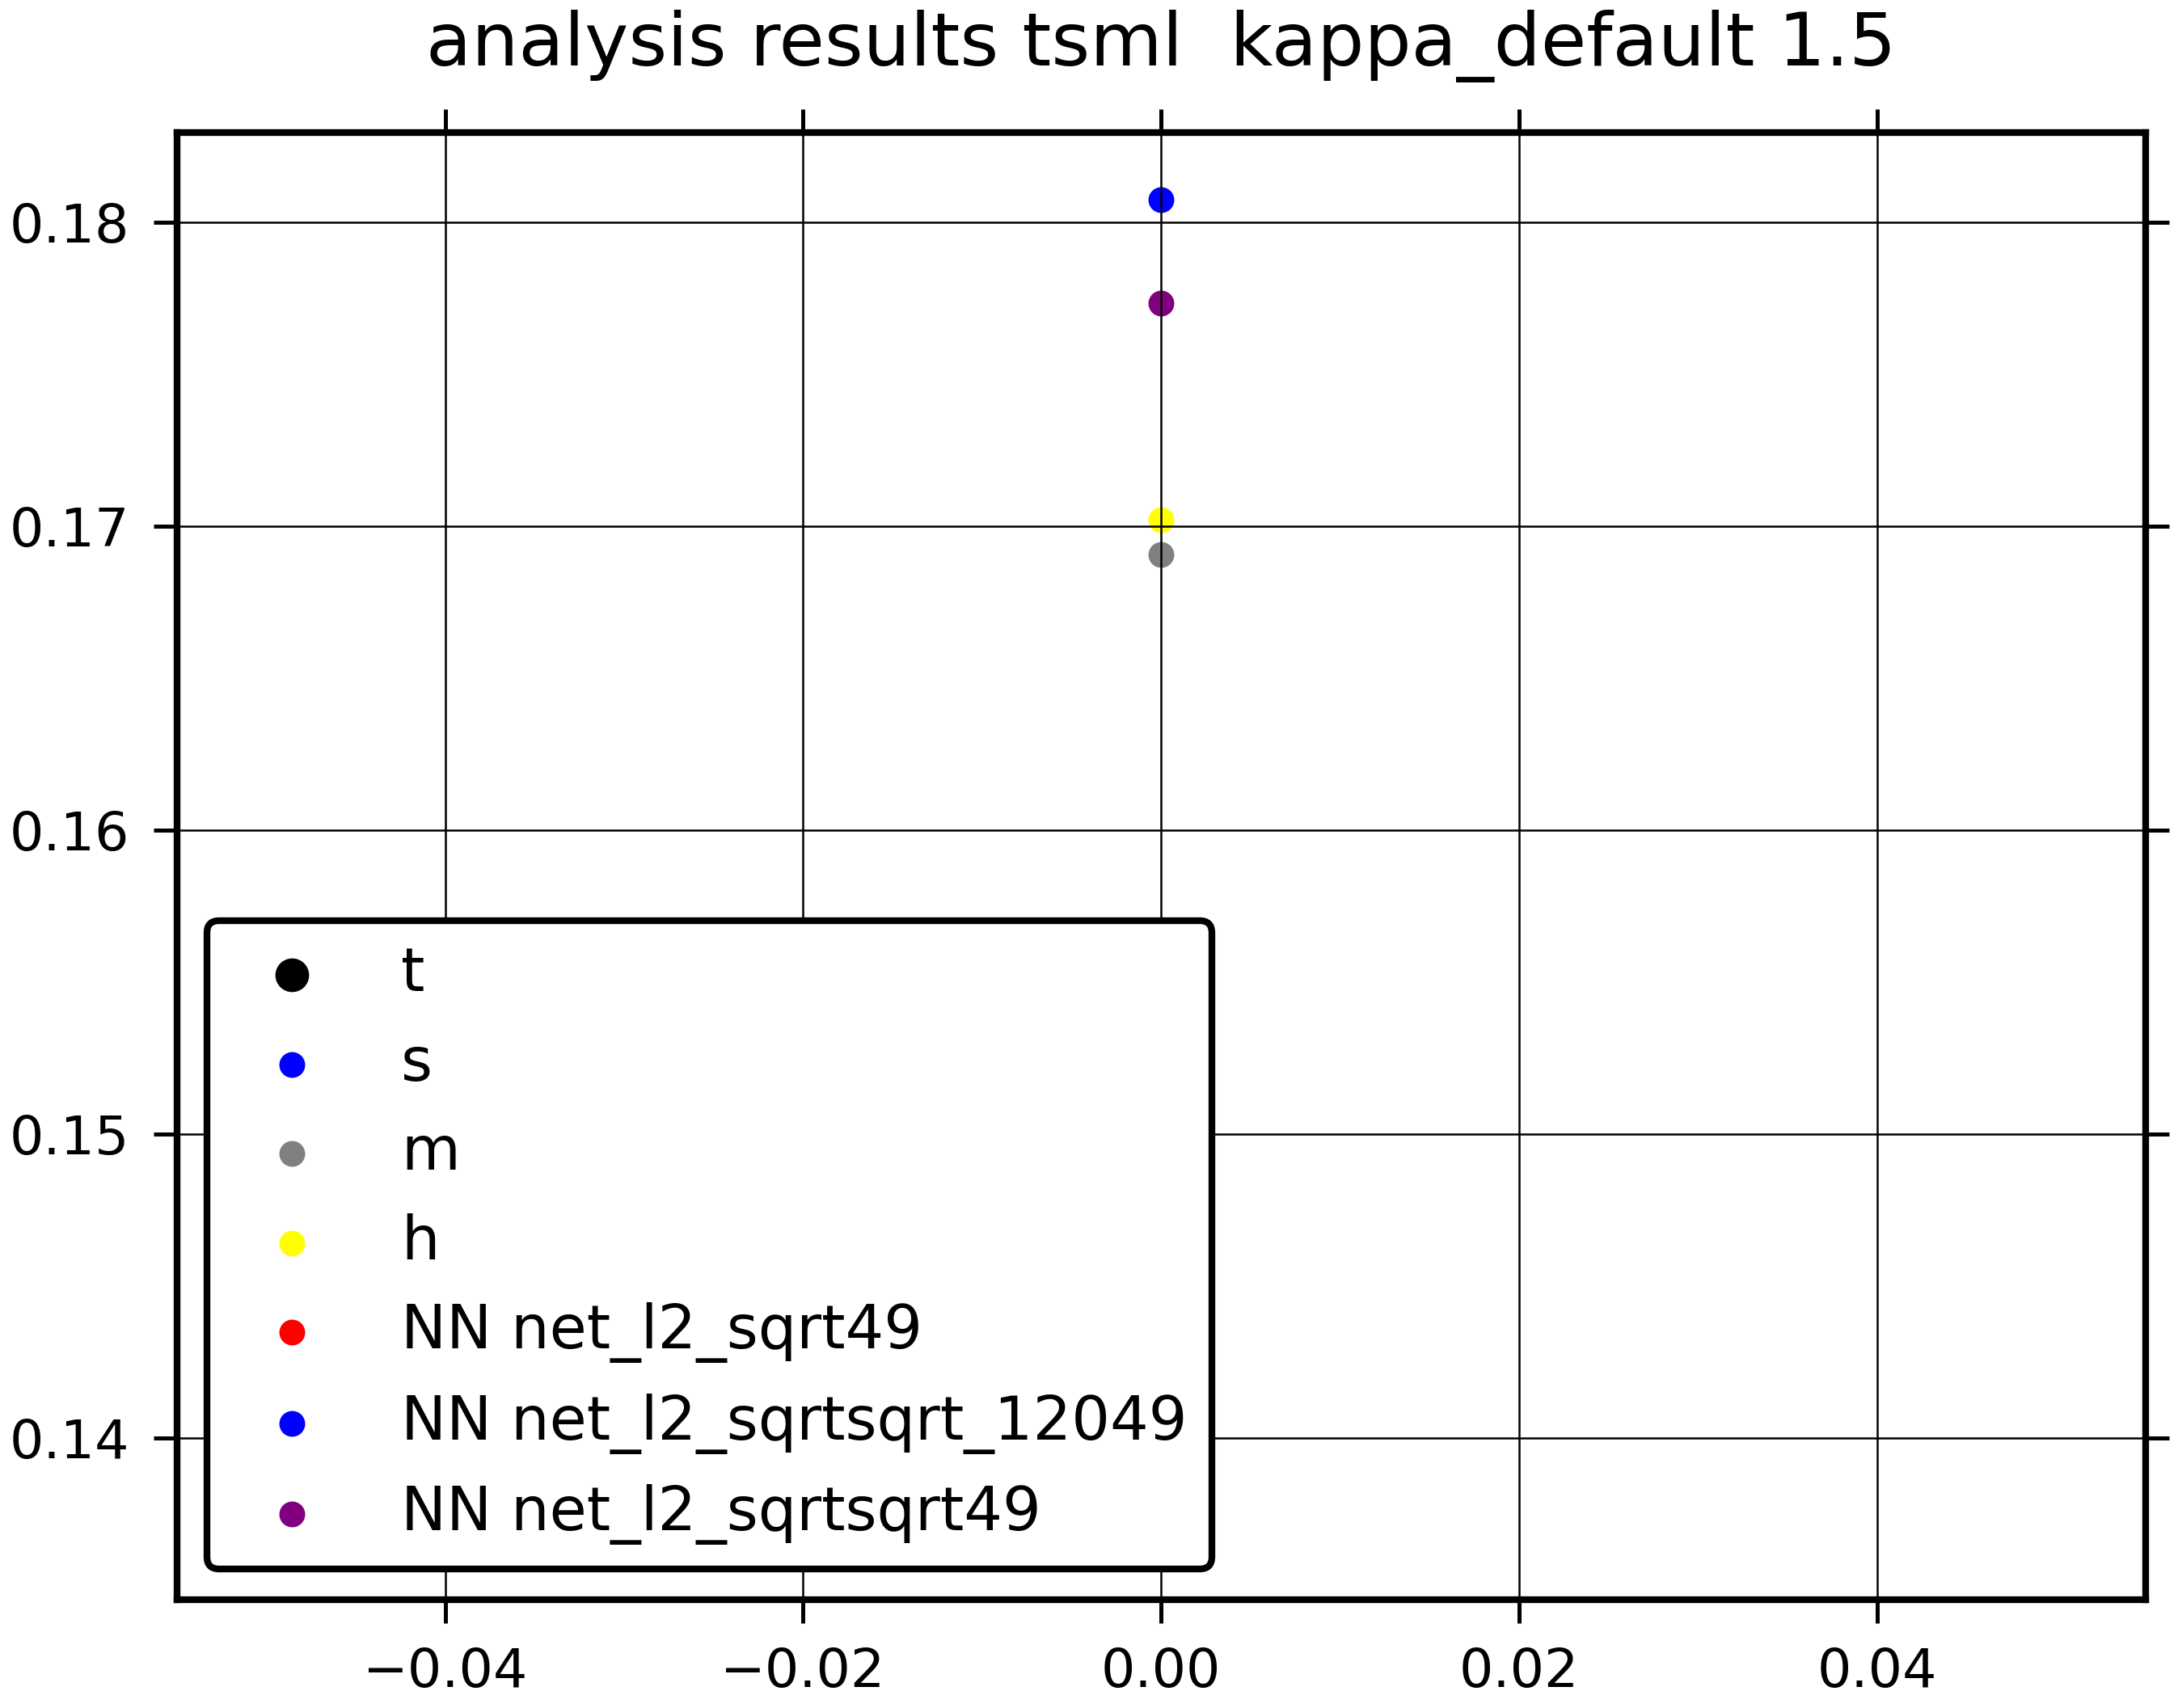 analysis results tsml  kappa_default 1.5
0.18
0.17
0.16
0.15
0.14
t
s
m
h
NN net_l2_sqrt49
NN net_l2_sqrtsqrt_12049
NN net_l2_sqrtsqrt49
−0.04 −0.02 0.00 0.02 0.04